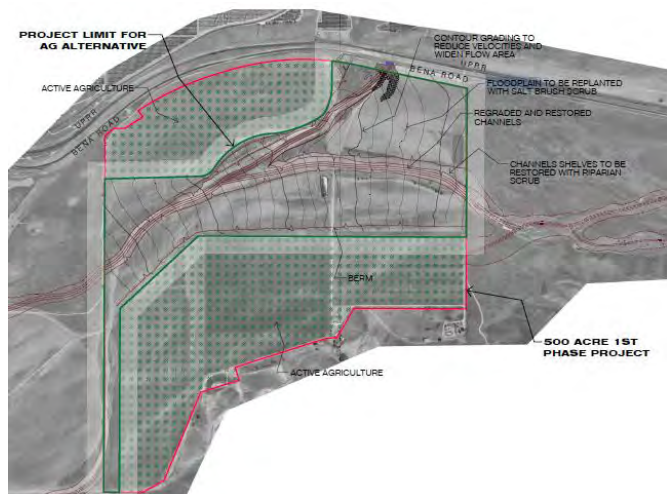 PROJECT LIMIT FOR
AG ALTERNATIVE
CONTOUR GRADING TO
REDUCE VELOCITIES AND
WIDEN FLOW AREA
UPRR
BENA ROAD
ACTIVE AGRICULTURE
FLOODPLAIN TO BE REPLANTED
WITH SALT BRUSH SCRUB
REGRADED AND RESTORED
CHANNELS
UPRR
BENA ROAD
CHANNELS SHELVES TO BE
RESTORED WITH RIPARIAN
SCRUB
BERM
500 ACRE 1ST
PHASE PROJECT
ACTIVE AGRICULTURE